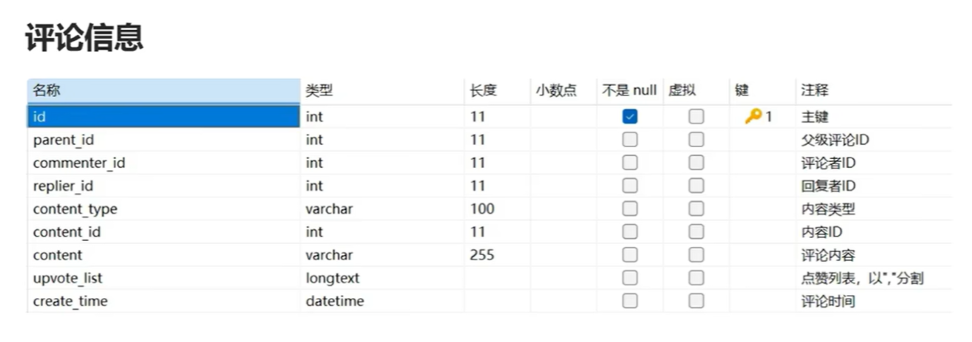 评论信息
名称 类型 长度 小数点 不是 null 虚拟 键 注释
id int 11 1 主键
parent_id int 11 父级评论ID
commenter_id int 11 评论者ID
replier_id int 11 回复者ID
content_type varchar 100 内容类型
content_id int 11 内容ID
content varchar 255 评论内容
upvote_list longtext 点赞列表，以","分割
create_time datetime 评论时间